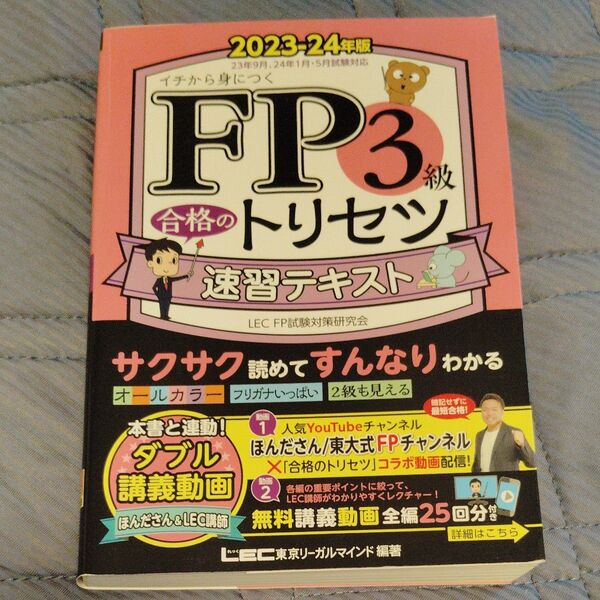 2023-24年版
23年9月、24年1月・5月試験対応
イチから身につく
FP3級
合格の
トリセツ
速習テキスト
LEC FP試験対策研究会
サクサク読めてすんなりわかる
オールカラー フリガナいっぱい 2級も見える
本書と連動!
ダブル
講義動画
ほんださん&LEC講師
動画1
人気YouTubeチャンネル
ほんださん/東大式FPチャンネル
×「合格のトリセツ」コラボ動画配信!
暗記せずに
最短合格!
動画2
各編の重要ポイントに絞って、
LEC講師がわかりやすくレクチャー!
無料講義動画 全編25回分付き
詳細はこちら
れっく
LEC東京リーガルマインド 編著